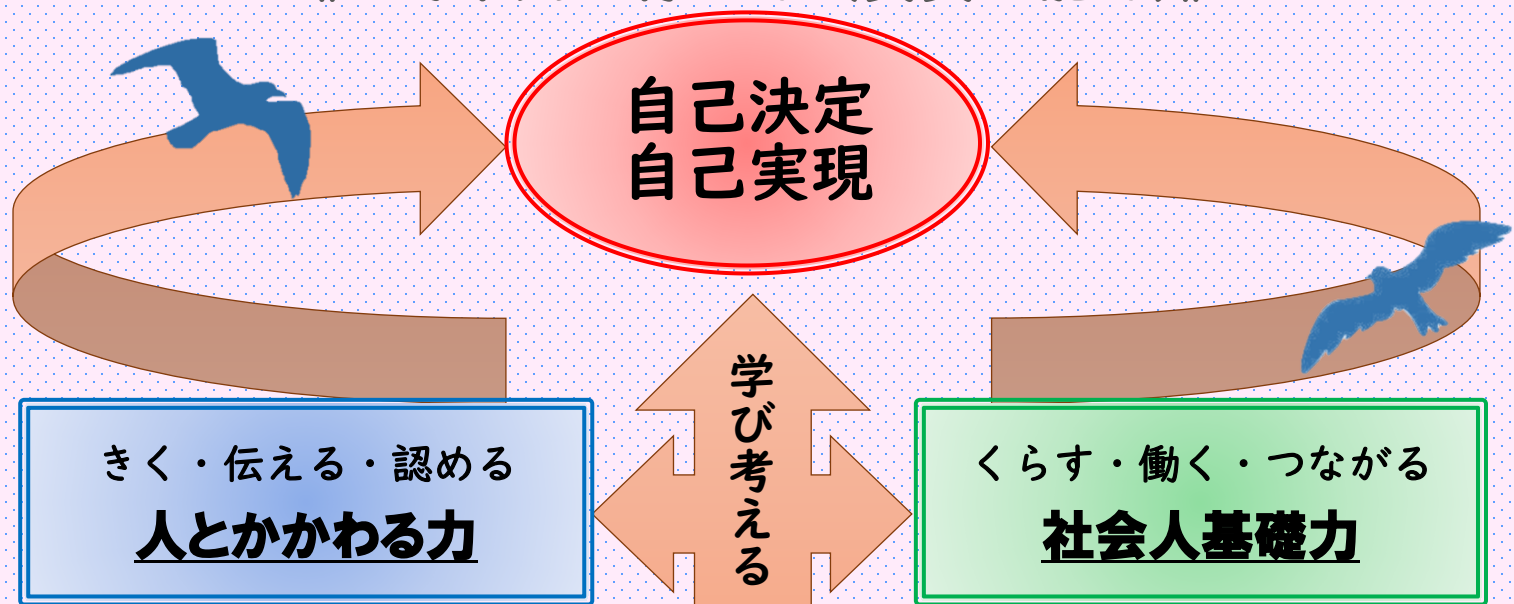 自己決定
自己実現
学び考える
きく・伝える・認める
人とかかわる力
くらす・働く・つながる
社会人基礎力